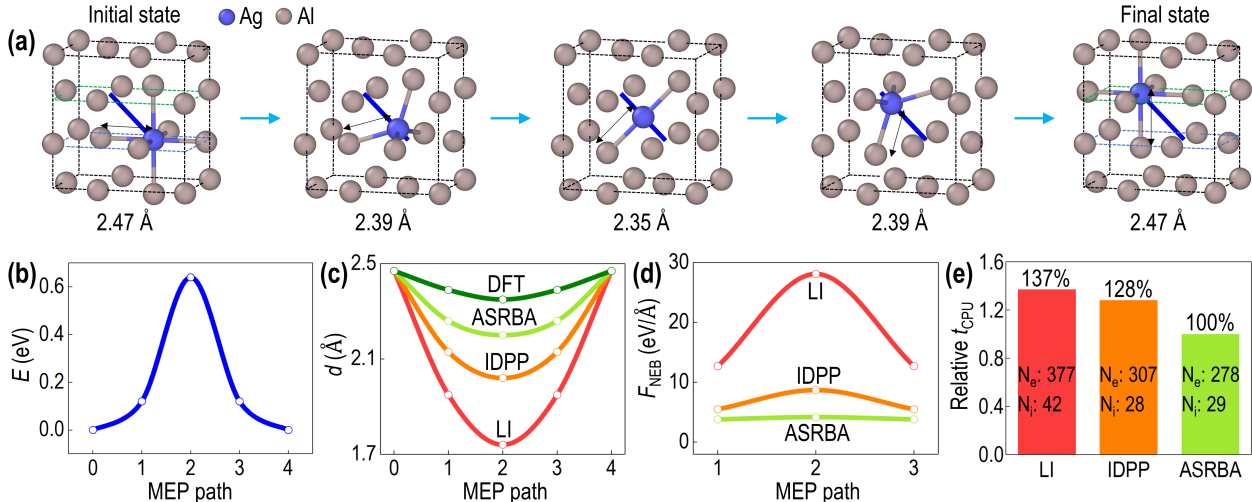 Initial state
Ag
Al
Final state
(a)
2.47 Å
2.39 Å
2.35 Å
2.39 Å
2.47 Å
(b)
E (eV)
0.6
0.4
0.2
0.0
0 1 2 3 4
MEP path
(c)
d (Å)
2.5
2.1
1.7
DFT
ASRBA
IDPP
LI
0 1 2 3 4
MEP path
(d)
F_NEB (eV/Å)
30
20
10
0
LI
IDPP
ASRBA
1 2 3
MEP path
(e)
Relative t_CPU
1.6
1.2
0.8
0.4
0.0
137%
128%
100%
N_e: 377
N_i: 42
N_e: 307
N_i: 28
N_e: 278
N_i: 29
LI IDPP ASRBA